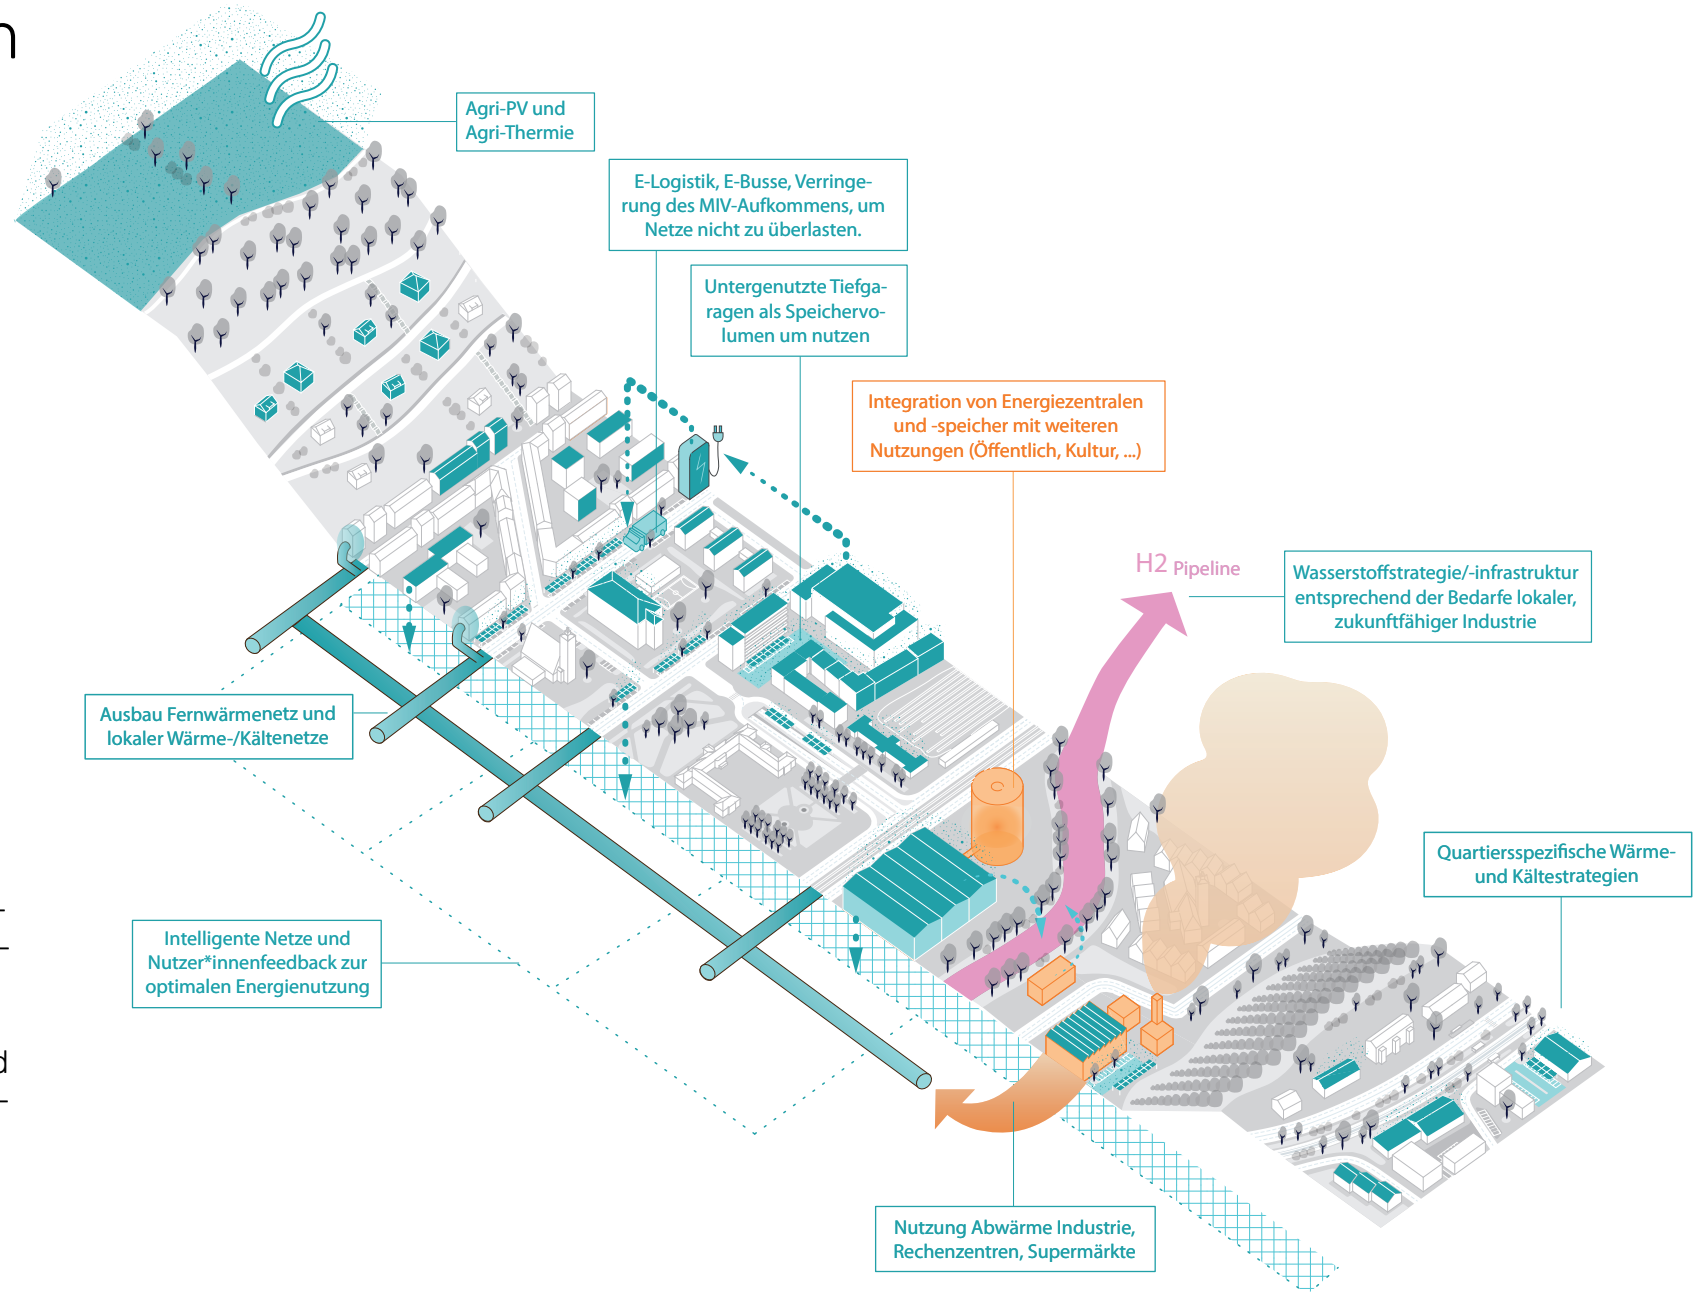 n
Agri-PV und
Agri-Thermie
E-Logistik, E-Busse, Verringe-
rung des MIV-Aufkommens, um
Netze nicht zu überlasten.
Untergenutzte Tiefga-
ragen als Speichervo-
lumen um nutzen
Integration von Energiezentralen
und -speicher mit weiteren
Nutzungen (Öffentlich, Kultur, ...)
H2 Pipeline
Wasserstoffstrategie/-infrastruktur
entsprechend der Bedarfe lokaler,
zukunftfähiger Industrie
Ausbau Fernwärmenetz und
lokaler Wärme-/Kältenetze
Quartiersspezifische Wärme-
und Kältestrategien
Intelligente Netze und
Nutzer*innenfeedback zur
optimalen Energienutzung
d
Nutzung Abwärme Industrie,
Rechenzentren, Supermärkte